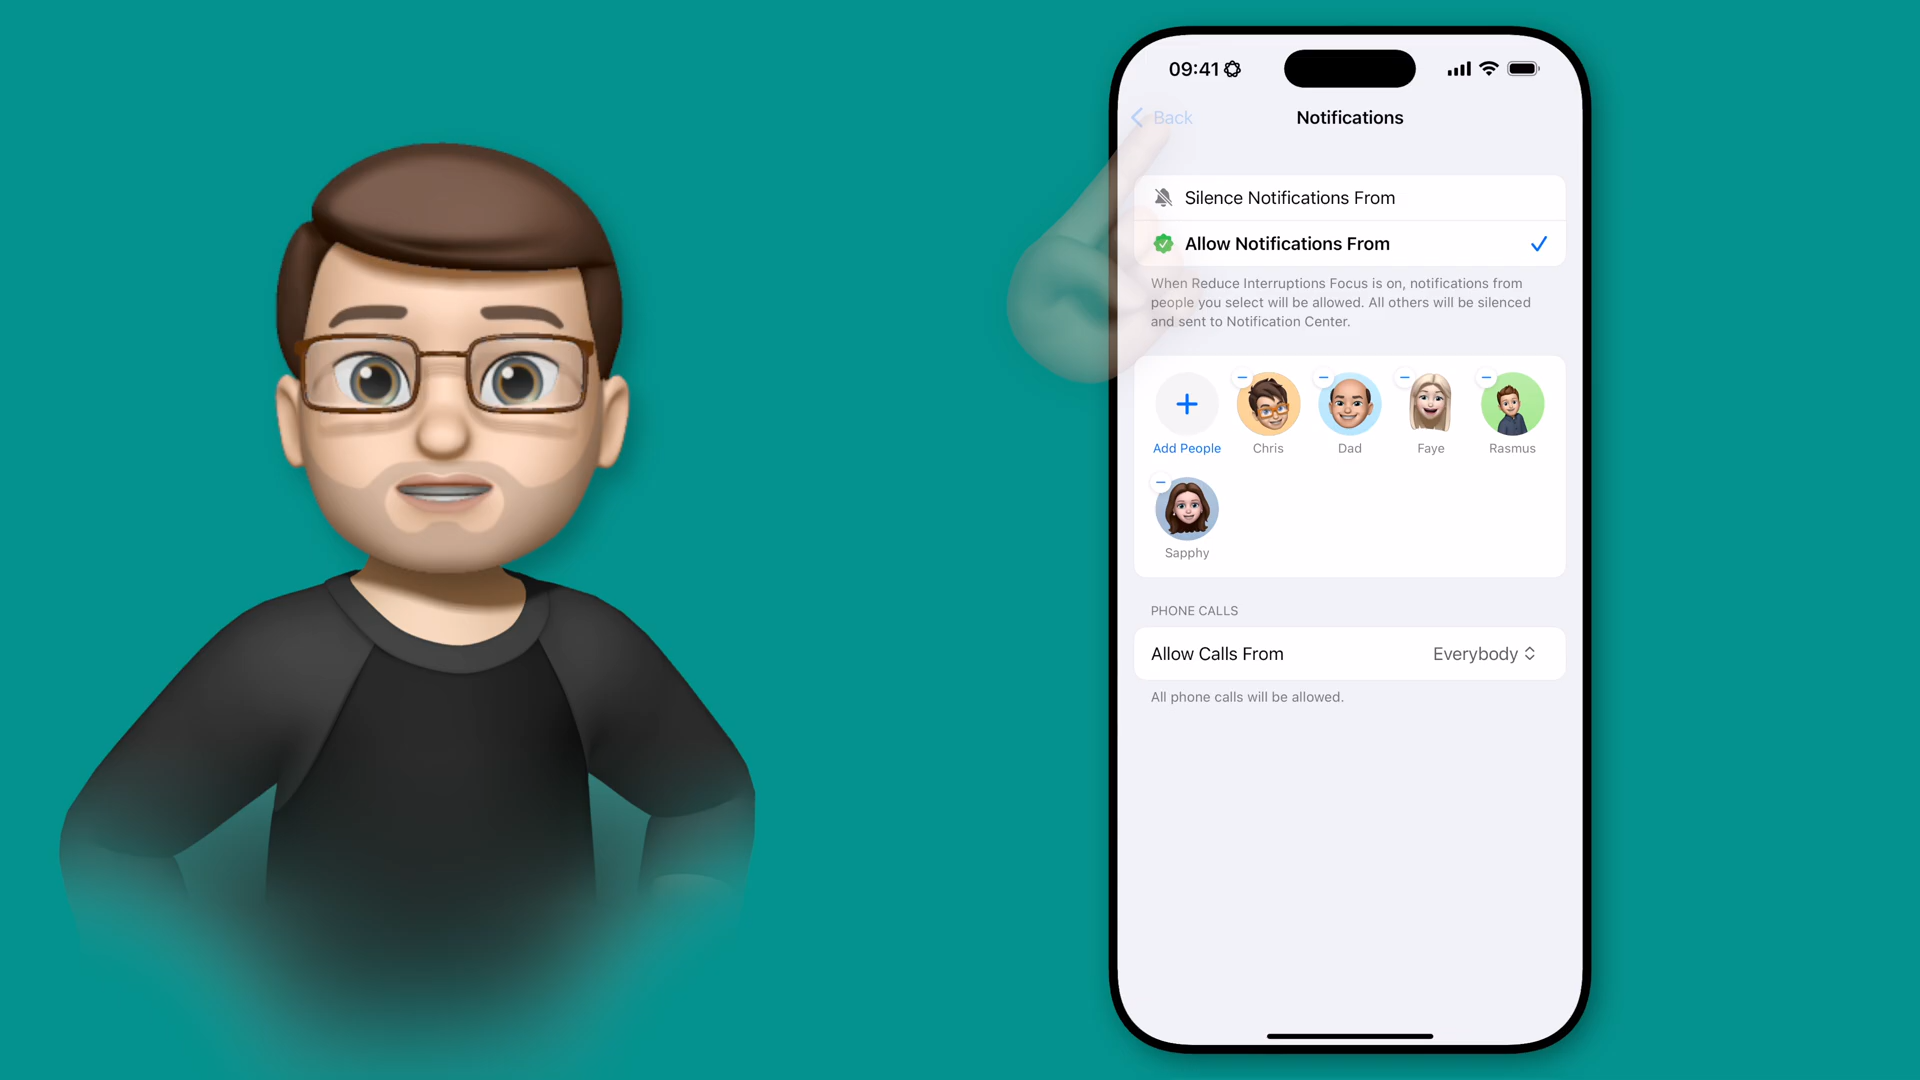 09:41
Back
Notifications
Silence Notifications From
Allow Notifications From
When Reduce Interruptions Focus is on, notifications from
people you select will be allowed. All others will be silenced
and sent to Notification Center.
Add People
Chris
Dad
Faye
Rasmus
Sapphy
PHONE CALLS
Allow Calls From
Everybody
All phone calls will be allowed.